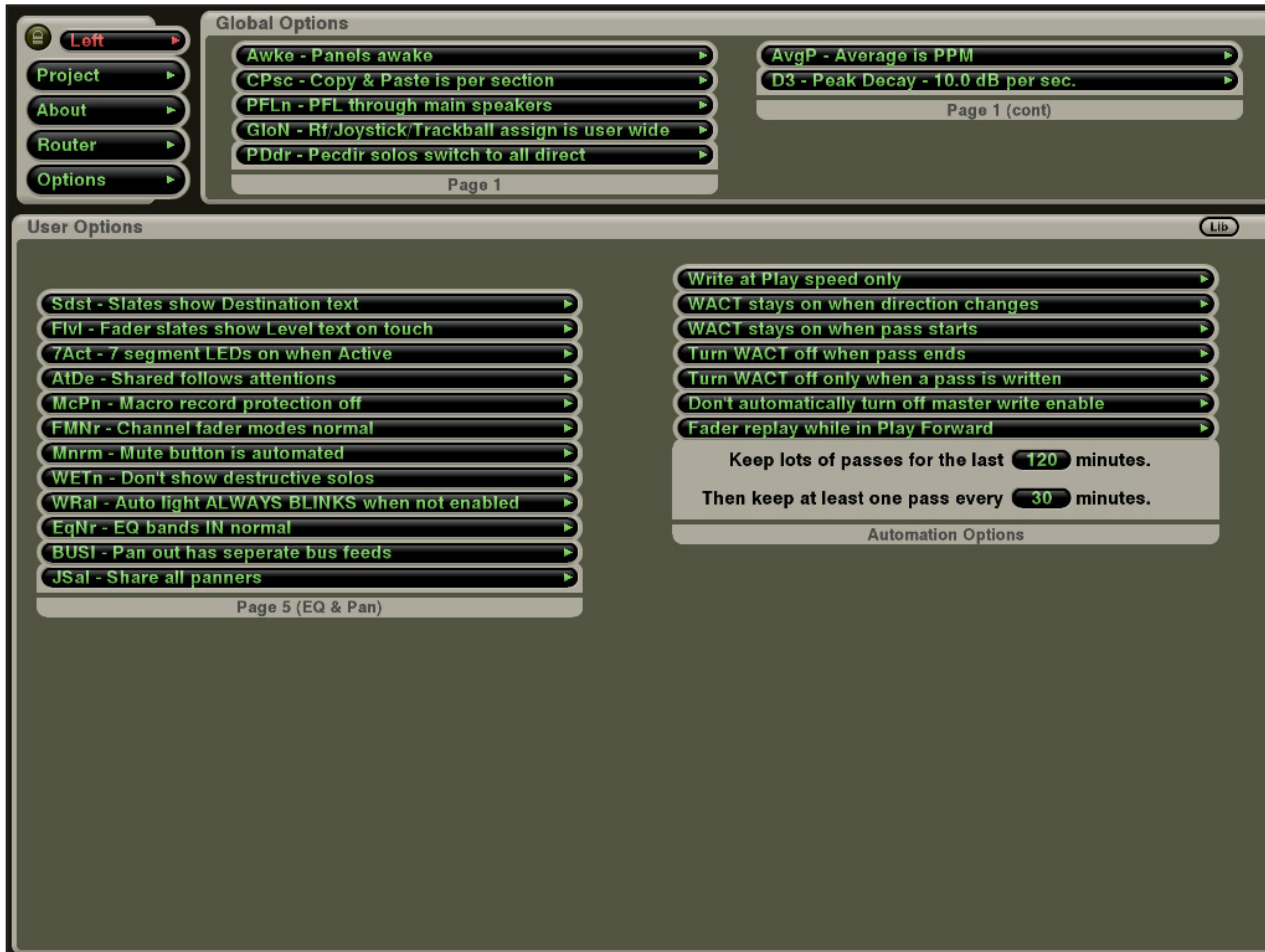 Left
Project
About
Router
Options
Global Options
Awke - Panels awake
CPsc - Copy & Paste is per section
PFLn - PFL through main speakers
GloN - Rf/Joystick/Trackball assign is user wide
PDdr - Pecdir solos switch to all direct
Page 1
AvgP - Average is PPM
D3 - Peak Decay - 10.0 dB per sec.
Page 1 (cont)
User Options
Lib
Sdst - Slates show Destination text
Flvl - Fader slates show Level text on touch
7Act - 7 segment LEDs on when Active
AtDe - Shared follows attentions
McPn - Macro record protection off
FMNr - Channel fader modes normal
Mnrm - Mute button is automated
WETn - Don't show destructive solos
WRal - Auto light ALWAYS BLINKS when not enabled
EqNr - EQ bands IN normal
BUSI - Pan out has seperate bus feeds
JSal - Share all panners
Page 5 (EQ & Pan)
Write at Play speed only
WACT stays on when direction changes
WACT stays on when pass starts
Turn WACT off when pass ends
Turn WACT off only when a pass is written
Don't automatically turn off master write enable
Fader replay while in Play Forward
Keep lots of passes for the last 120 minutes.
Then keep at least one pass every 30 minutes.
Automation Options